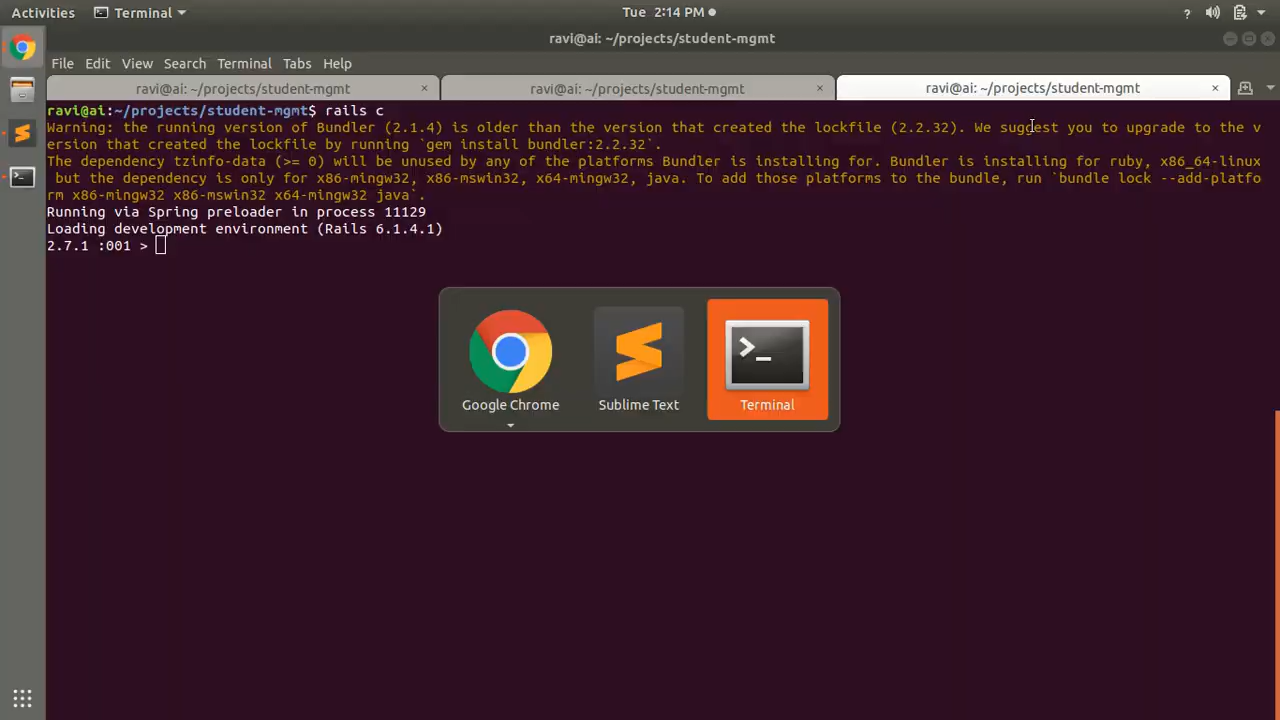 Activities Terminal Tue 2:14 PM
ravi@ai: ~/projects/student-mgmt
File Edit View Search Terminal Tabs Help
ravi@ai: ~/projects/student-mgmt ravi@ai: ~/projects/student-mgmt ravi@ai: ~/projects/student-mgmt
ravi@ai:~/projects/student-mgmt$ rails c
Warning: the running version of Bundler (2.1.4) is older than the version that created the lockfile (2.2.32). We suggest you to upgrade to the v
ersion that created the lockfile by running `gem install bundler:2.2.32`.
The dependency tzinfo-data (>= 0) will be unused by any of the platforms Bundler is installing for. Bundler is installing for ruby, x86_64-linux
 but the dependency is only for x86-mingw32, x86-mswin32, x64-mingw32, java. To add those platforms to the bundle, run `bundle lock --add-platfo
rm x86-mingw32 x86-mswin32 x64-mingw32 java`.
Running via Spring preloader in process 11129
Loading development environment (Rails 6.1.4.1)
2.7.1 :001 >
Google Chrome Sublime Text Terminal